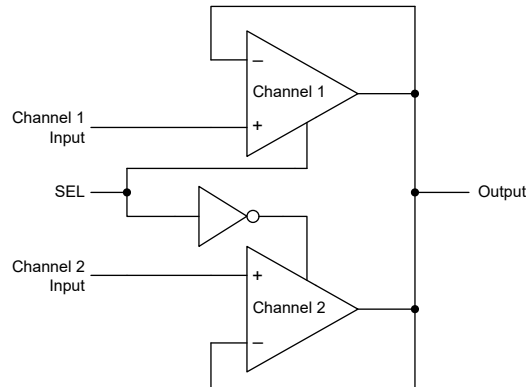 −
Channel 1
Channel 1
Input
+
SEL
Output
Channel 2
Input
+
Channel 2
−